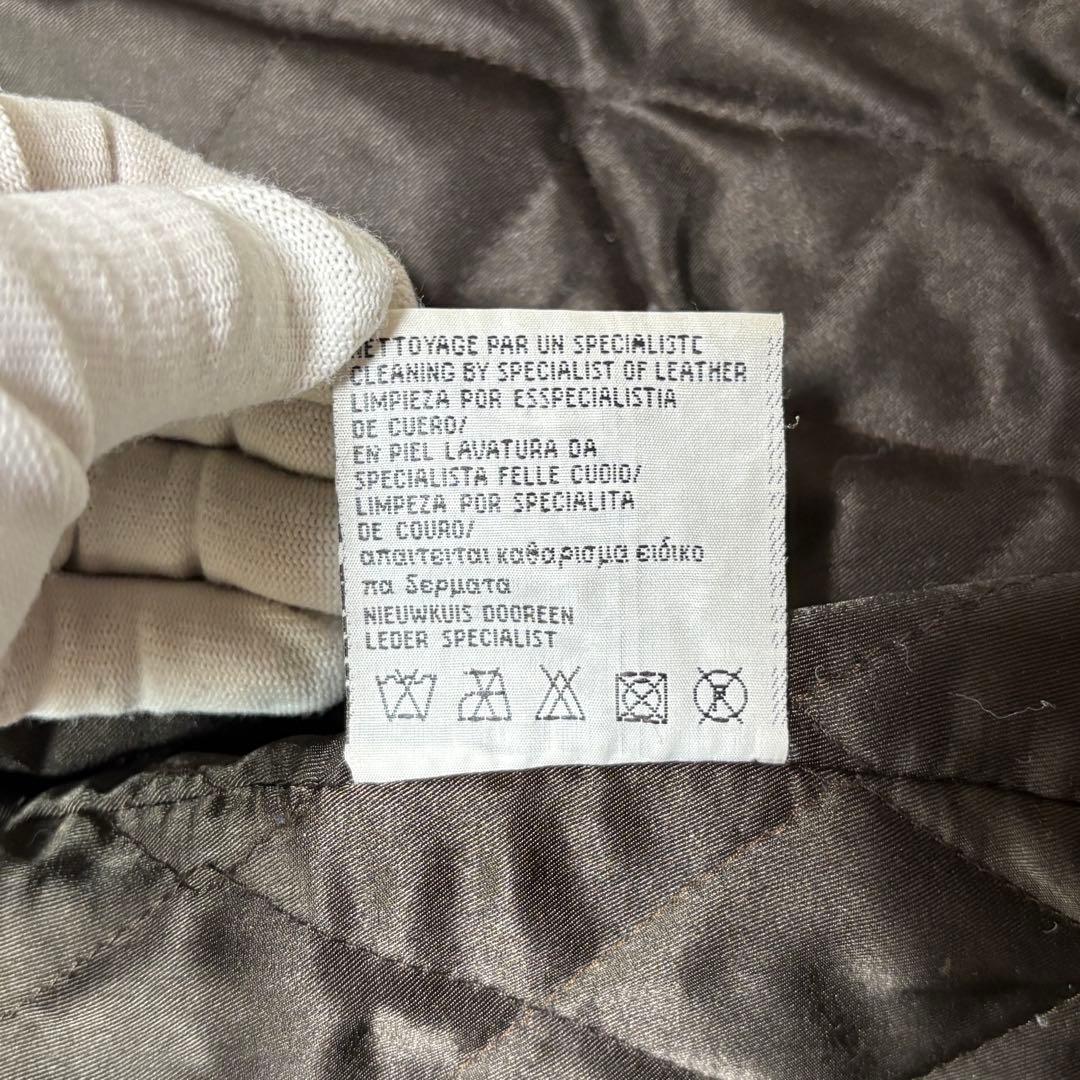 NETTOYAGE PAR UN SPECIALISTE
CLEANING BY SPECIALIST OF LEATHER
LIMPIEZA POR ESSPECIALISTIA
DE CUERO/
EN PIEL LAVATURA DA
SPECIALISTA FELLE CUOIO/
LIMPEZA POR SPECIALITA
DE COURO/
απαιτειται καθαρισμα ειδικο
πα δερματα
NIEUWKUIS DOOREEN
LEDER SPECIALIST